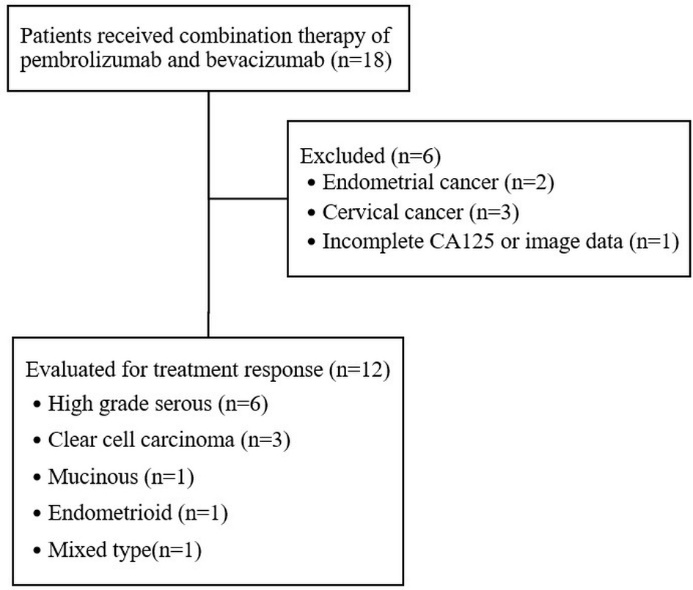 Patients received combination therapy of
pembrolizumab and bevacizumab (n=18)
Excluded (n=6)
• Endometrial cancer (n=2)
• Cervical cancer (n=3)
• Incomplete CA125 or image data (n=1)
Evaluated for treatment response (n=12)
• High grade serous (n=6)
• Clear cell carcinoma (n=3)
• Mucinous (n=1)
• Endometrioid (n=1)
• Mixed type(n=1)